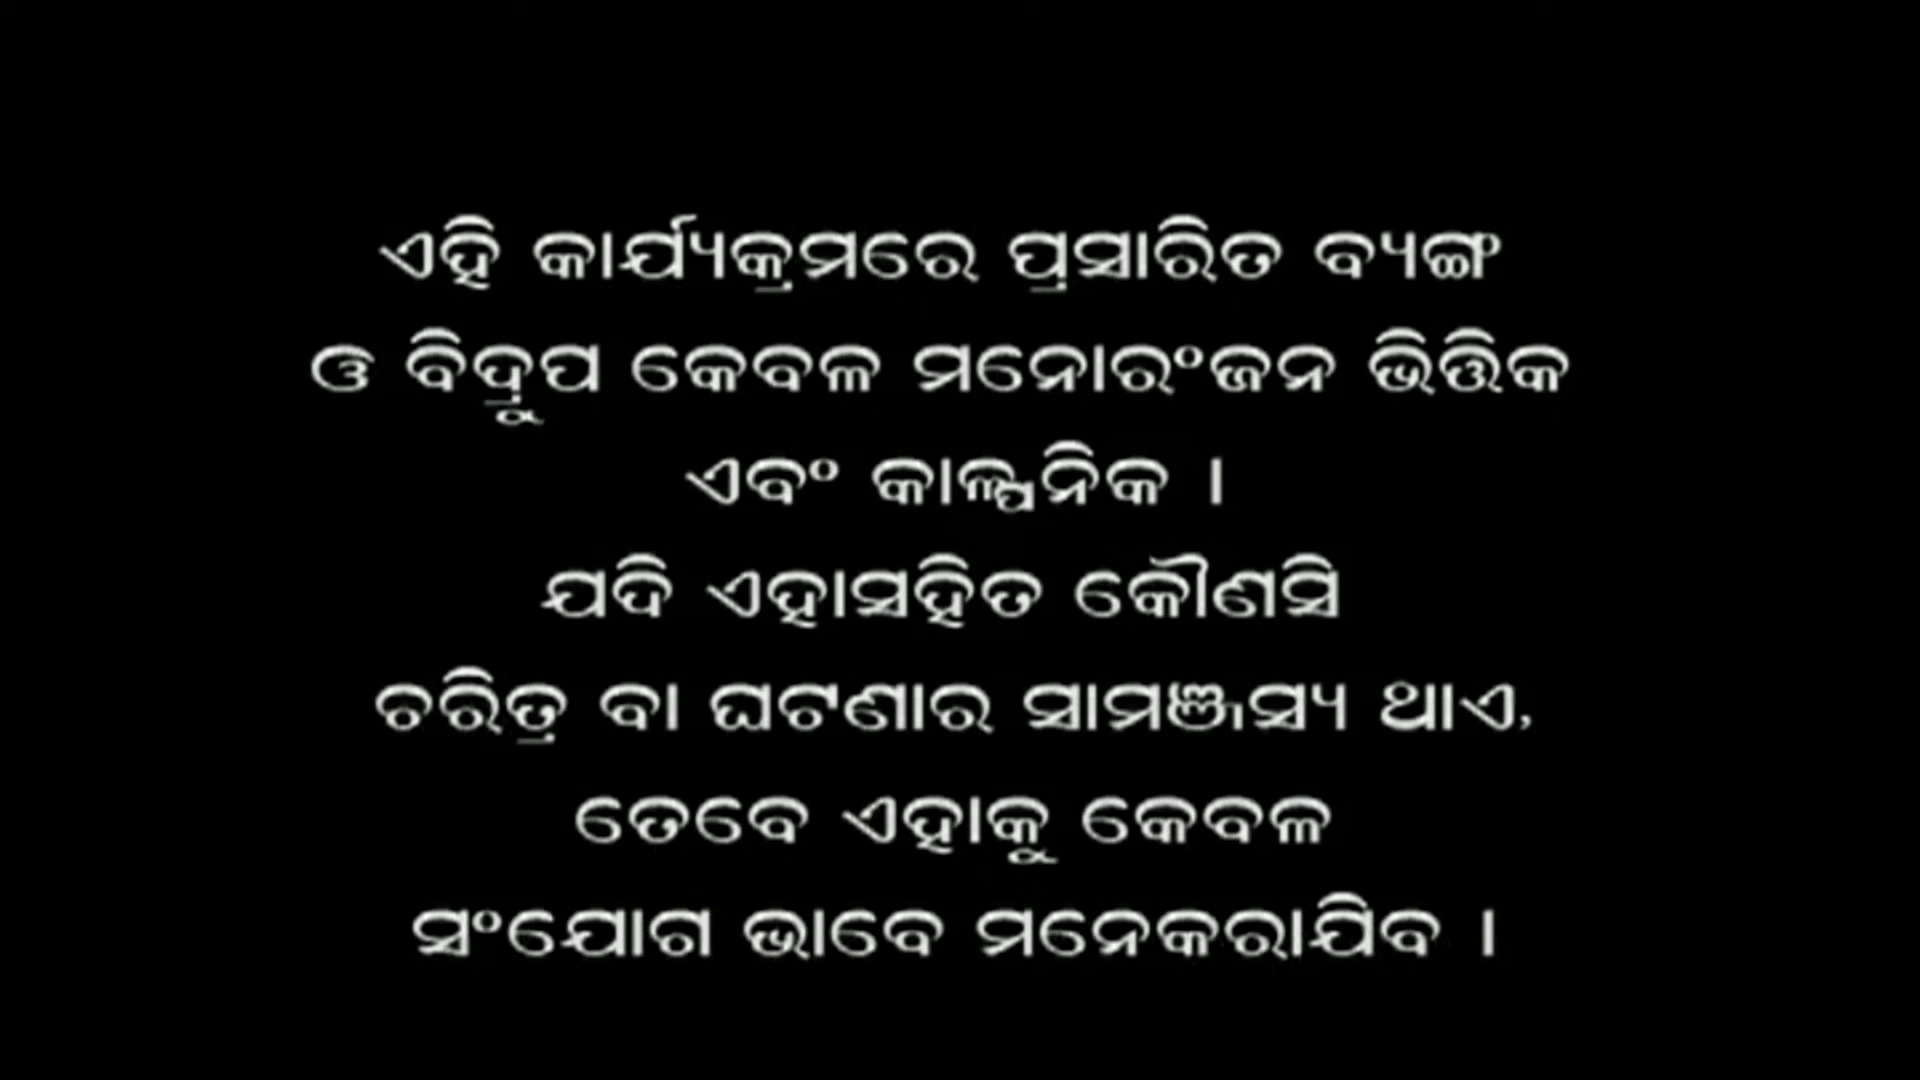 ଏହି କାର୍ଯ୍ୟକ୍ରମରେ ପ୍ରସାରିତ ବ୍ୟଙ୍ଗ
ଓ ବିଦ୍ରୁପ କେବଳ ମନୋରଂଜନ ଭିତ୍ତିକ
ଏବଂ କାଳ୍ପନିକ ।
ଯଦି ଏହାସହିତ କୌଣସି
ଚରିତ୍ର ବା ଘଟଣାର ସାମଞ୍ଜସ୍ୟ ଥାଏ,
ତେବେ ଏହାକୁ କେବଳ
ସଂଯୋଗ ଭାବେ ମନେକରାଯିବ ।